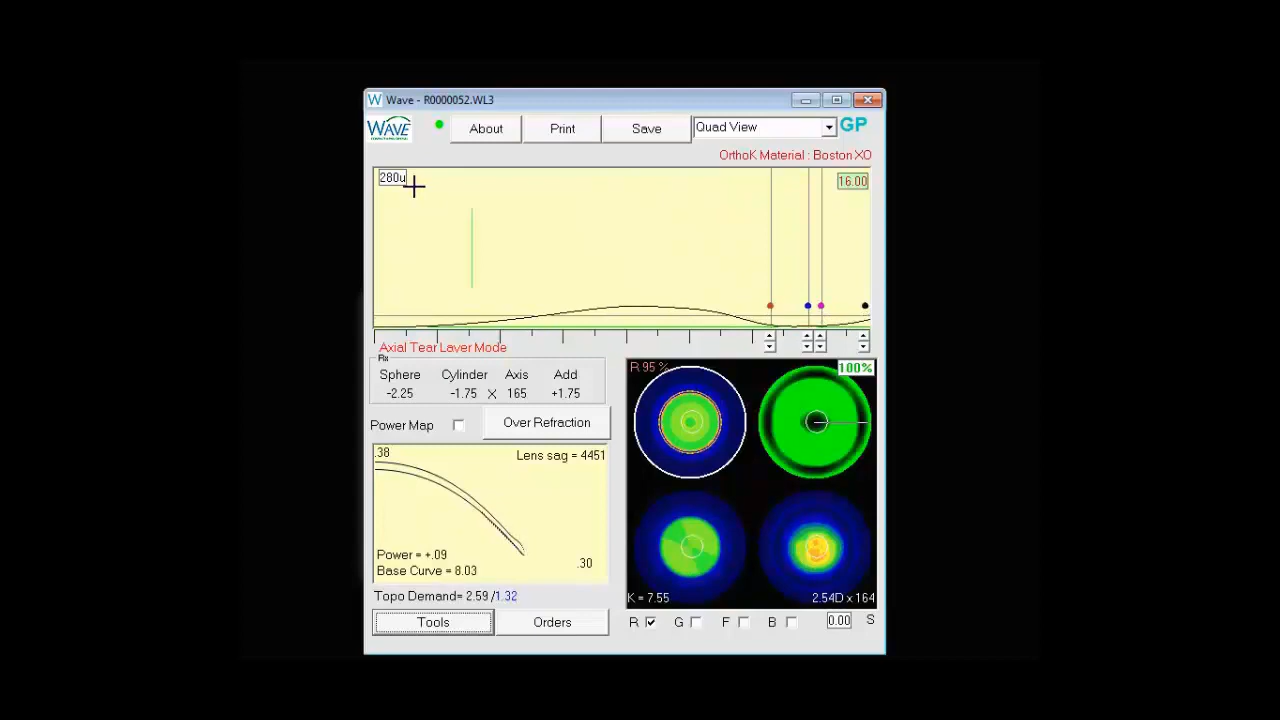 Wave - R0000052.WL3
WAVE
About
Print
Save
Quad View
GP
OrthoK Material : Boston XO
280u
16.00
Axial Tear Layer Mode
Rx
Sphere Cylinder Axis Add
-2.25 -1.75 X 165 +1.75
Power Map
Over Refraction
.38
Lens sag = 4451
Power = +.09
Base Curve = 8.03
.30
Topo Demand= 2.59 /1.32
Tools
Orders
R 95 %
100%
K = 7.55
2.54D x 164
R G F B 0.00 S